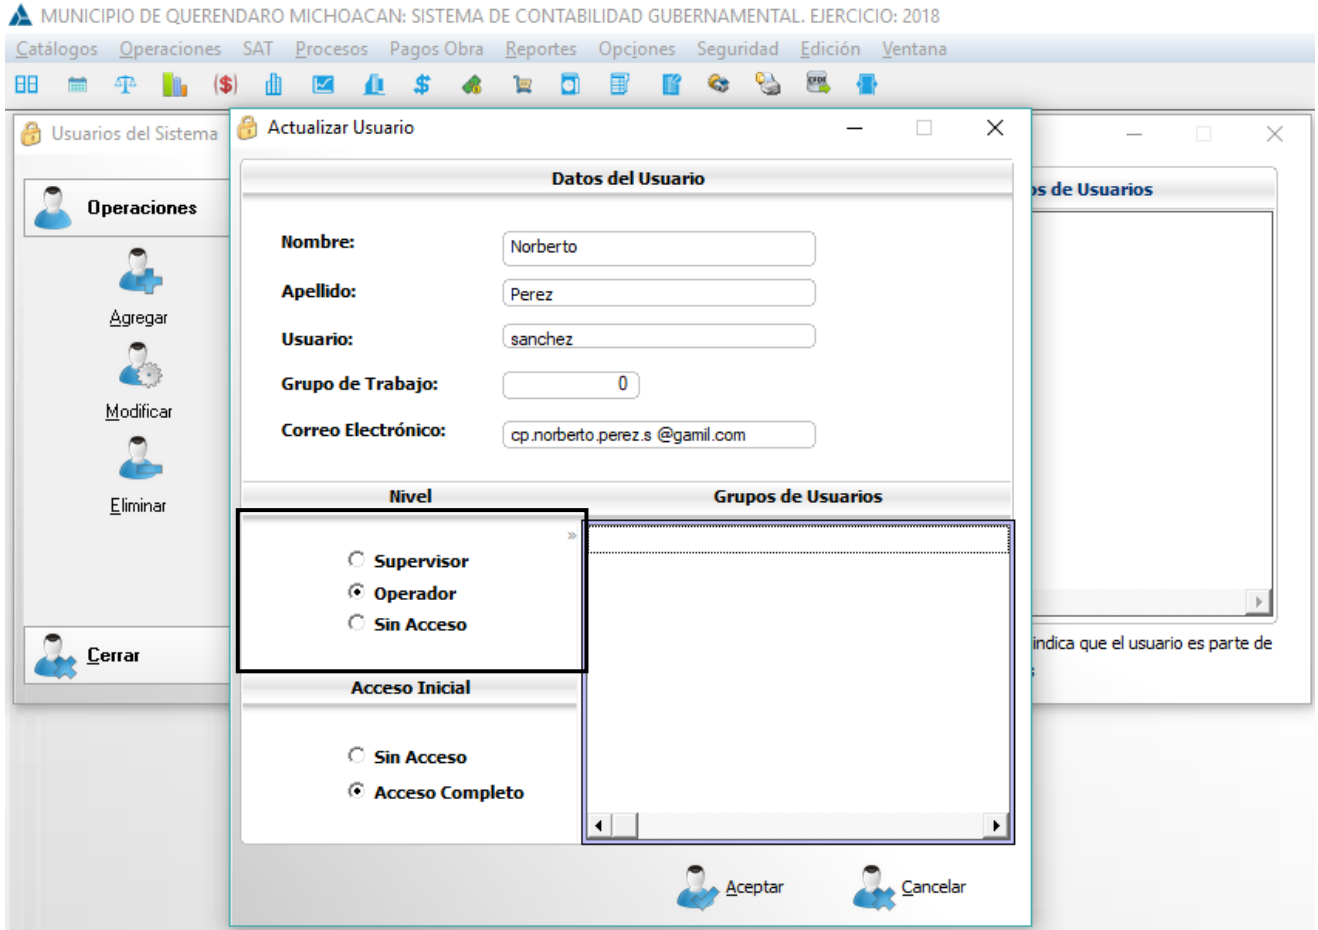 MUNICIPIO DE QUERENDARO MICHOACAN: SISTEMA DE CONTABILIDAD GUBERNAMENTAL. EJERCICIO: 2018
Catálogos Operaciones SAT Procesos Pagos Obra Reportes Opciones Seguridad Edición Ventana
Usuarios del Sistema
Actualizar Usuario
Operaciones
Agregar
Modificar
Eliminar
Cerrar
Datos del Usuario
Nombre: Norberto
Apellido: Perez
Usuario: sanchez
Grupo de Trabajo: 0
Correo Electrónico: cp.norberto.perez.s @gamil.com
Nivel
Supervisor
Operador
Sin Acceso
Acceso Inicial
Sin Acceso
Acceso Completo
Grupos de Usuarios
Aceptar Cancelar
de Usuarios
indica que el usuario es parte de